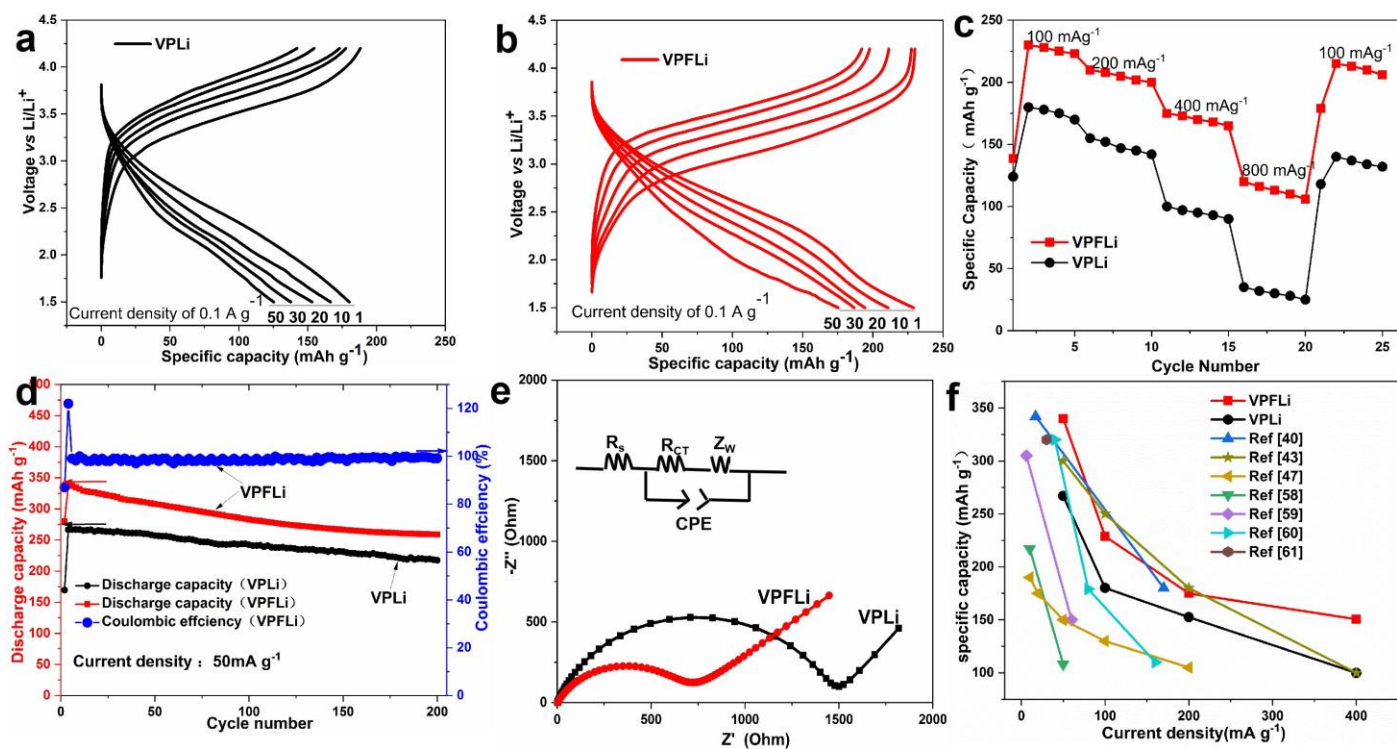 a
VPLi
Voltage vs Li/Li+
4.5
4.0
3.5
3.0
2.5
2.0
1.5
Current density of 0.1 A g-1
50 30 20 10 1
0 50 100 150 200 250
Specific capacity (mAh g-1)
b
VPFLi
Voltage vs Li/Li+
4.5
4.0
3.5
3.0
2.5
2.0
1.5
Current density of 0.1 A g-1
50 30 20 10 1
0 50 100 150 200 250
Specific capacity (mAh g-1)
c
Specific Capacity ( mAh g-1)
250
200
150
100
50
0
100 mAg-1
200 mAg-1
400 mAg-1
800 mAg-1
100 mAg-1
VPFLi
VPLi
5 10 15 20 25
Cycle Number
d
Discharge capacity (mAh g-1)
500
450
400
350
300
250
200
150
100
50
0
VPFLi
VPLi
Discharge capacity(VPLi)
Discharge capacity(VPFLi)
Coulombic effciency(VPFLi)
Current density :50mA g-1
0 50 100 150 200
Cycle number
120
100
80
60
40
20
0
Coulombic effciency(%)
e
-Z'' (Ohm)
2000
1500
1000
500
0
Rs RCT ZW
CPE
VPFLi
VPLi
0 500 1000 1500 2000
Z' (Ohm)
f
specific capacity (mAh g-1)
350
300
250
200
150
100
VPFLi
VPLi
Ref [40]
Ref [43]
Ref [47]
Ref [58]
Ref [59]
Ref [60]
Ref [61]
0 100 200 300 400
Current density(mA g-1)